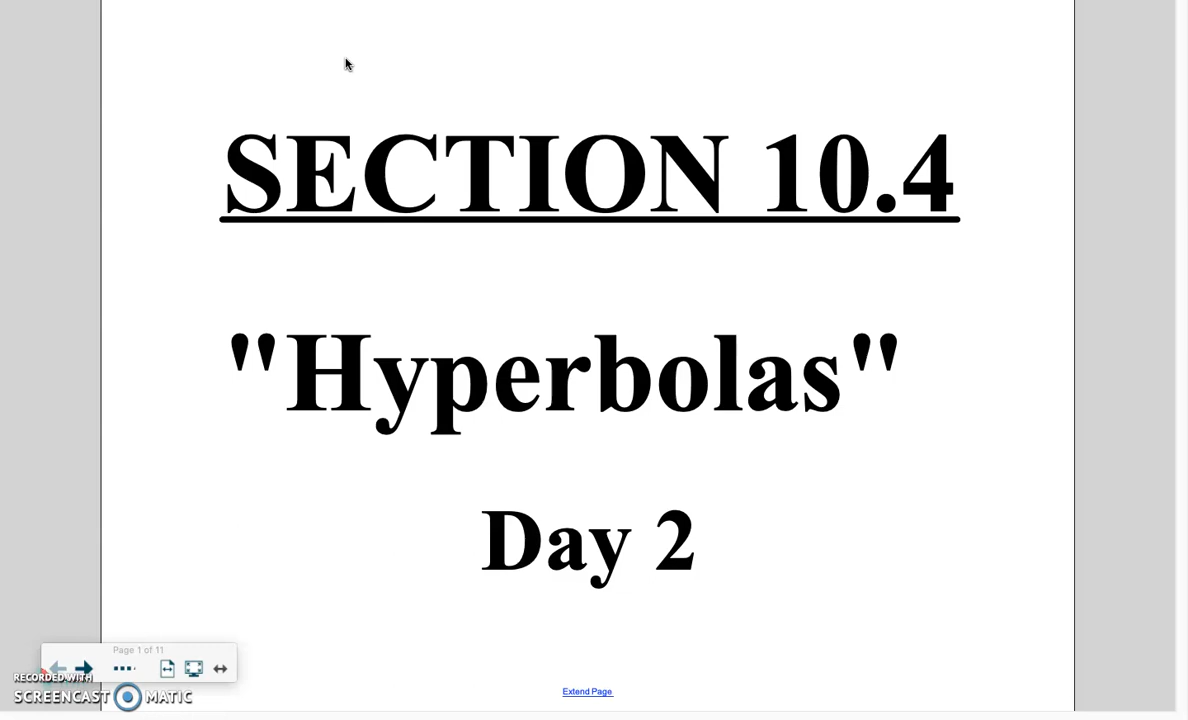 SECTION 10.4
"Hyperbolas"
Day 2
Page 1 of 11
RECORDED WITH
SCREENCAST MATIC
Extend Page